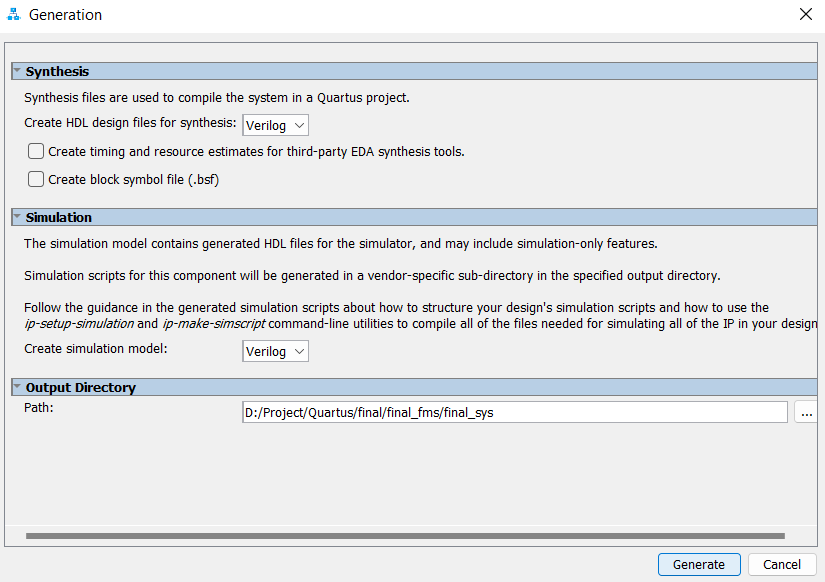 Generation
Synthesis
Synthesis files are used to compile the system in a Quartus project.
Create HDL design files for synthesis: Verilog
Create timing and resource estimates for third-party EDA synthesis tools.
Create block symbol file (.bsf)
Simulation
The simulation model contains generated HDL files for the simulator, and may include simulation-only features.
Simulation scripts for this component will be generated in a vendor-specific sub-directory in the specified output directory.
Follow the guidance in the generated simulation scripts about how to structure your design's simulation scripts and how to use the
ip-setup-simulation and ip-make-simscript command-line utilities to compile all of the files needed for simulating all of the IP in your design
Create simulation model: Verilog
Output Directory
Path: D:/Project/Quartus/final/final_fms/final_sys ...
Generate Cancel